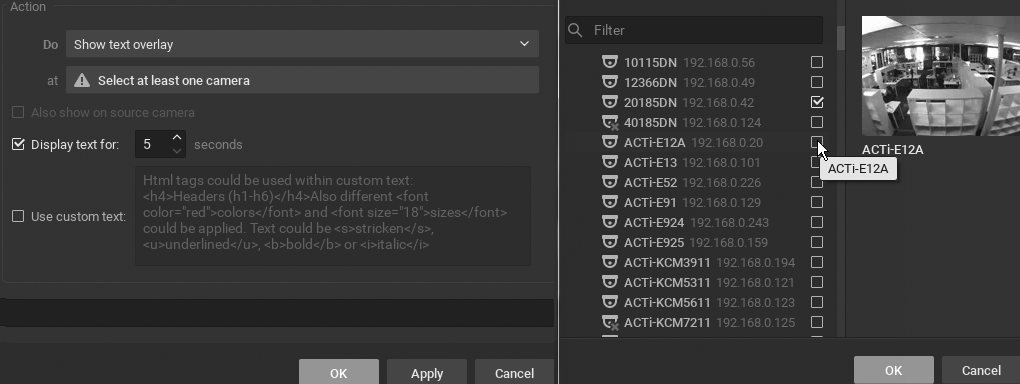 Action
Do Show text overlay
at Select at least one camera
Also show on source camera
Display text for: 5 seconds
Use custom text:
Html tags could be used within custom text:
<h4>Headers (h1-h6)</h4>Also different <font
color="red">colors</font> and <font size="18">sizes</font>
could be applied. Text could be <s>stricken</s>,
<u>underlined</u>, <b>bold</b> or <i>italic</i>
OK Apply Cancel
Filter
10115DN 192.168.0.56
12366DN 192.168.0.49
20185DN 192.168.0.42
40185DN 192.168.0.124
ACTi-E12A 192.168.0.20
ACTi-E13 192.168.0.101
ACTi-E52 192.168.0.226
ACTi-E91 192.168.0.129
ACTi-E924 192.168.0.243
ACTi-E925 192.168.0.159
ACTi-KCM3911 192.168.0.194
ACTi-KCM5311 192.168.0.121
ACTi-KCM5611 192.168.0.123
ACTi-KCM7211 192.168.0.125
ACTi-E12A
ACTi-E12A
OK Cancel